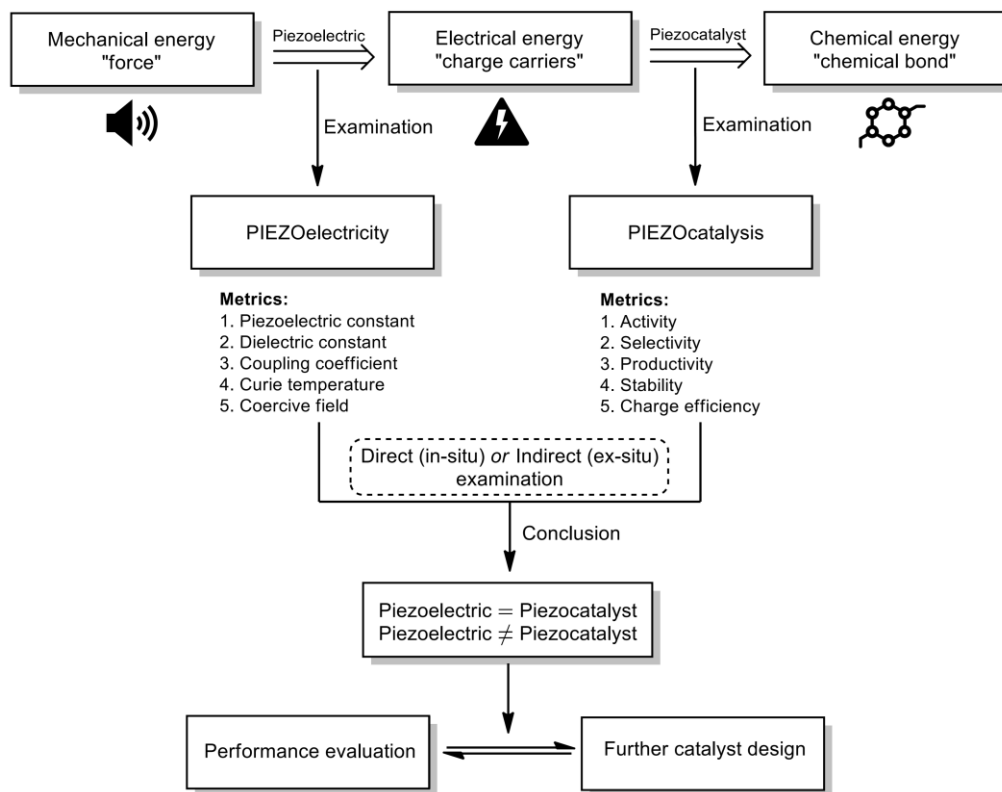 Mechanical energy
"force"
Piezoelectric
Electrical energy
"charge carriers"
Piezocatalyst
Chemical energy
"chemical bond"
Examination
Examination
PIEZOelectricity
PIEZOcatalysis
Metrics:
1. Piezoelectric constant
2. Dielectric constant
3. Coupling coefficient
4. Curie temperature
5. Coercive field
Metrics:
1. Activity
2. Selectivity
3. Productivity
4. Stability
5. Charge efficiency
Direct (in-situ) or Indirect (ex-situ)
examination
Conclusion
Piezoelectric = Piezocatalyst
Piezoelectric ≠ Piezocatalyst
Performance evaluation
Further catalyst design